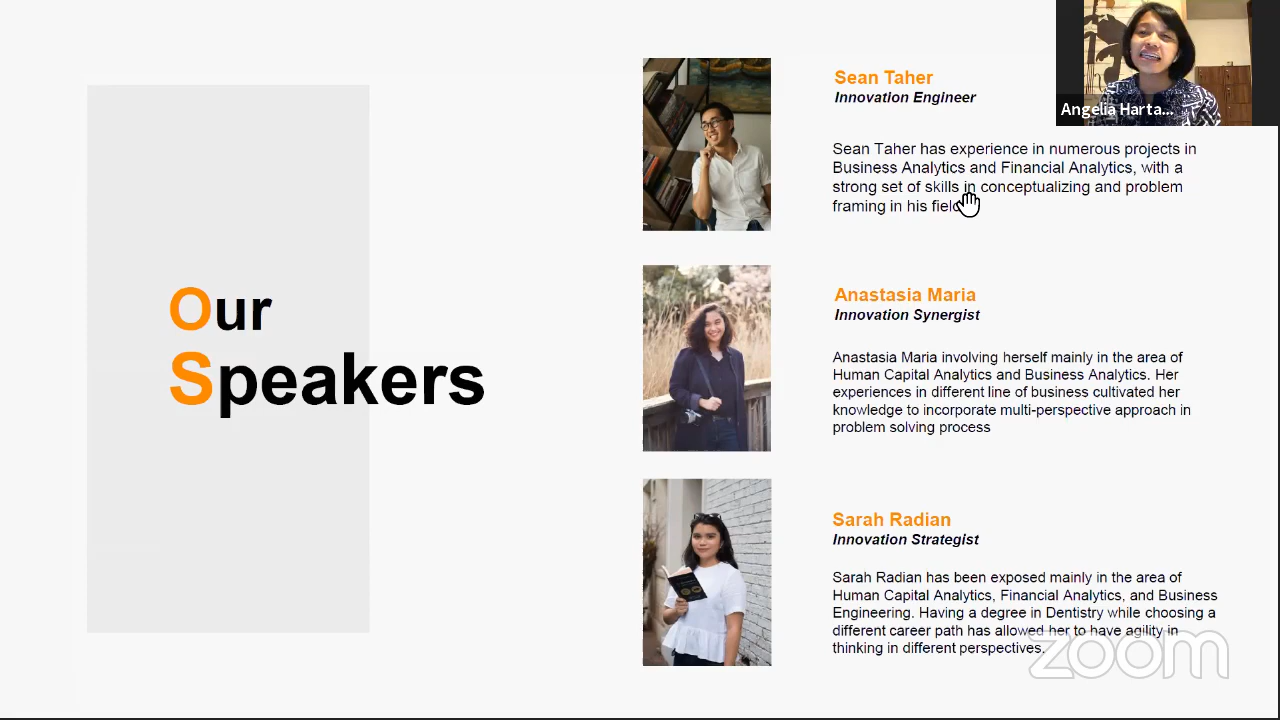 Our
Speakers
Sean Taher
Innovation Engineer
Sean Taher has experience in numerous projects in
Business Analytics and Financial Analytics, with a
strong set of skills in conceptualizing and problem
framing in his field
Anastasia Maria
Innovation Synergist
Anastasia Maria involving herself mainly in the area of
Human Capital Analytics and Business Analytics. Her
experiences in different line of business cultivated her
knowledge to incorporate multi-perspective approach in
problem solving process
Sarah Radian
Innovation Strategist
Sarah Radian has been exposed mainly in the area of
Human Capital Analytics, Financial Analytics, and Business
Engineering. Having a degree in Dentistry while choosing a
different career path has allowed her to have agility in
thinking in different perspectives.
Angelia Harta...
zoom